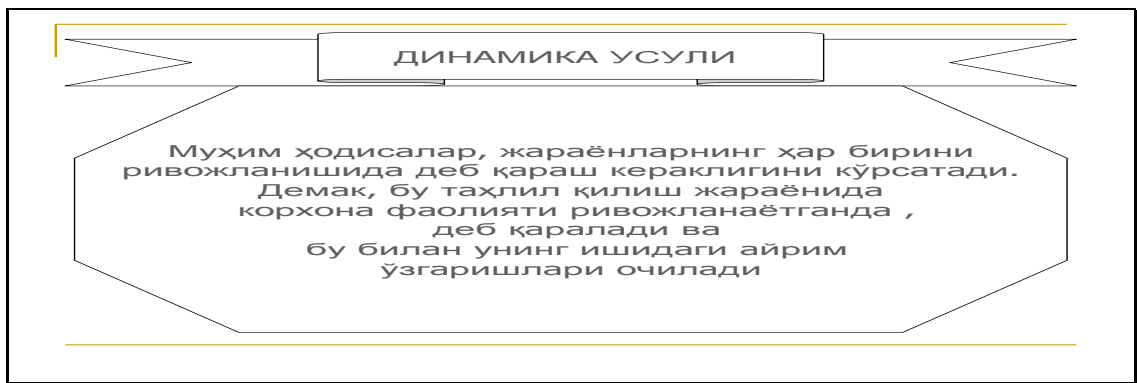 ДИНАМИКА УСУЛИ
Муҳим ҳодисалар, жараёнларнинг ҳар бирини
ривожланишида деб қараш кераклигини кўрсатади.
Демак, бу таҳлил қилиш жараёнида
корхона фаолияти ривожланаётганда ,
деб қаралади ва
бу билан унинг ишидаги айрим
ўзгаришлари очилади